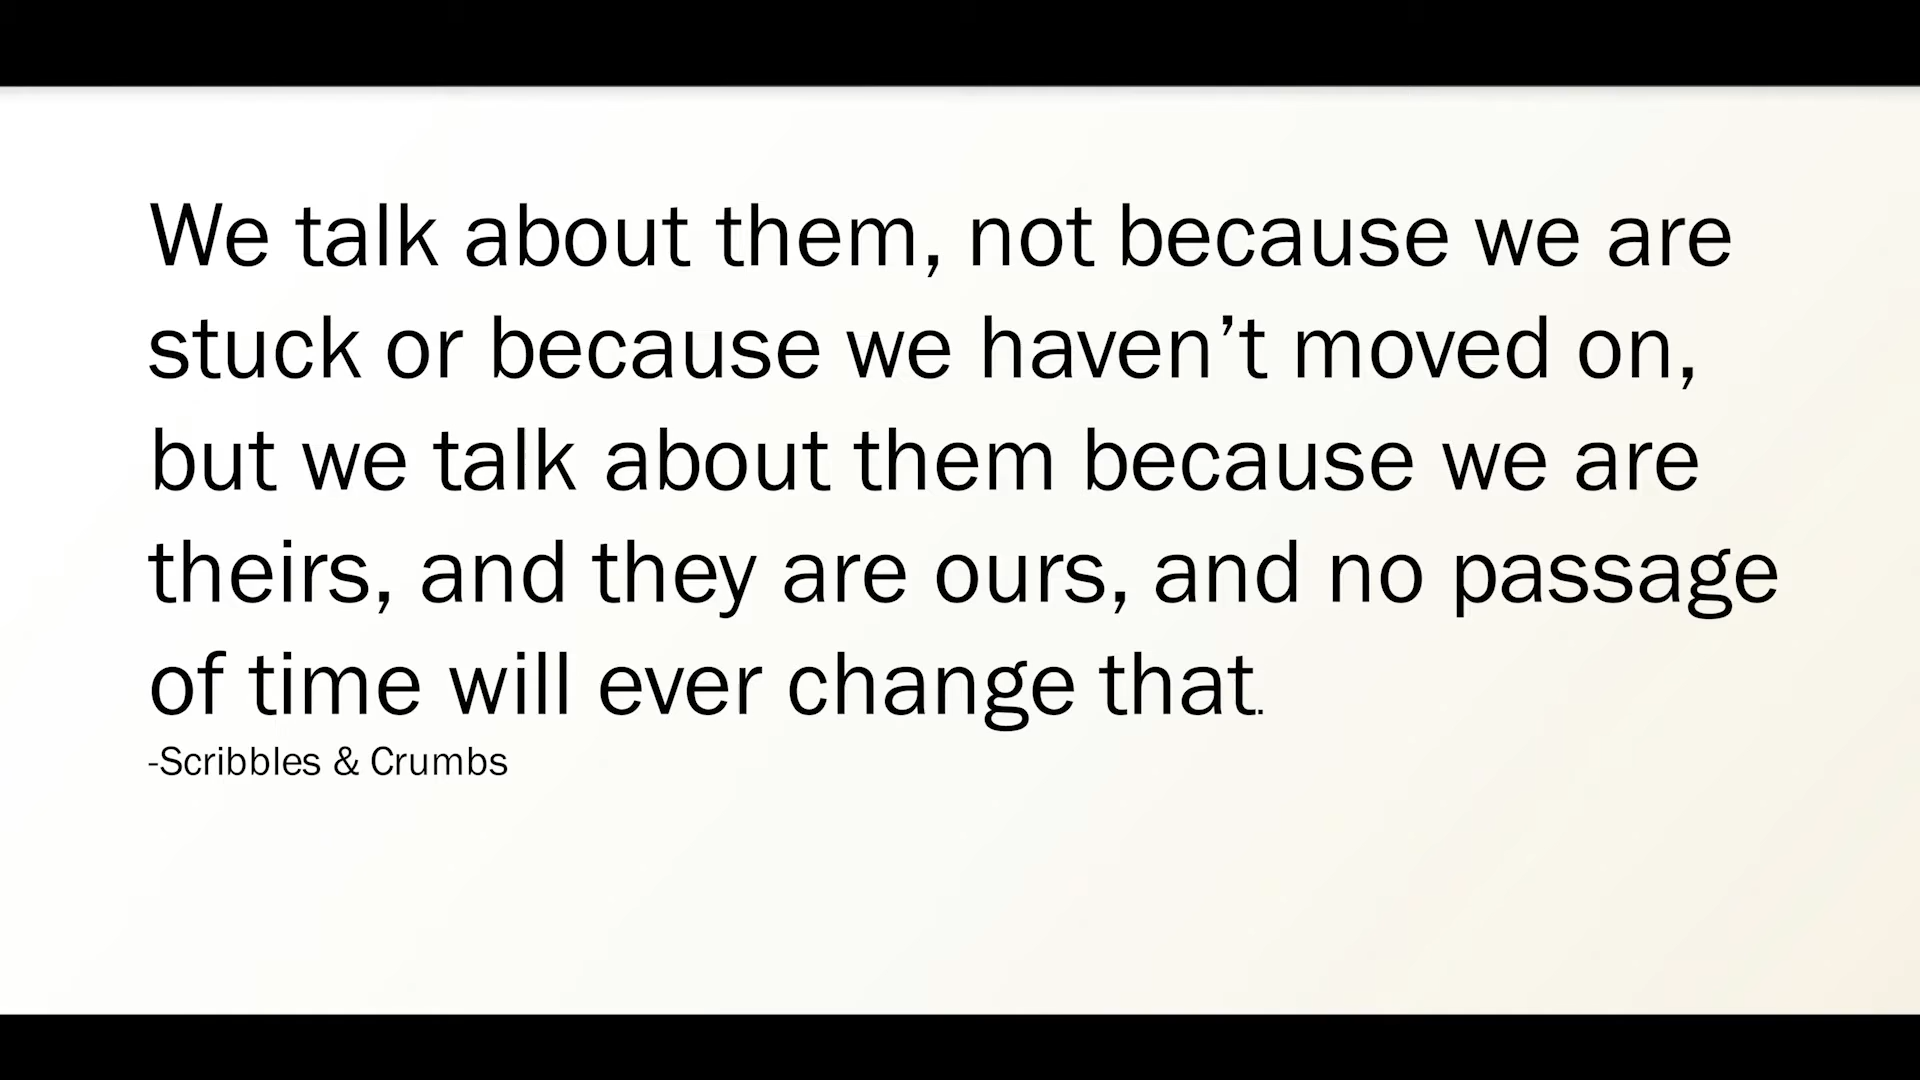 We talk about them, not because we are
stuck or because we haven’t moved on,
but we talk about them because we are
theirs, and they are ours, and no passage
of time will ever change that.
-Scribbles & Crumbs